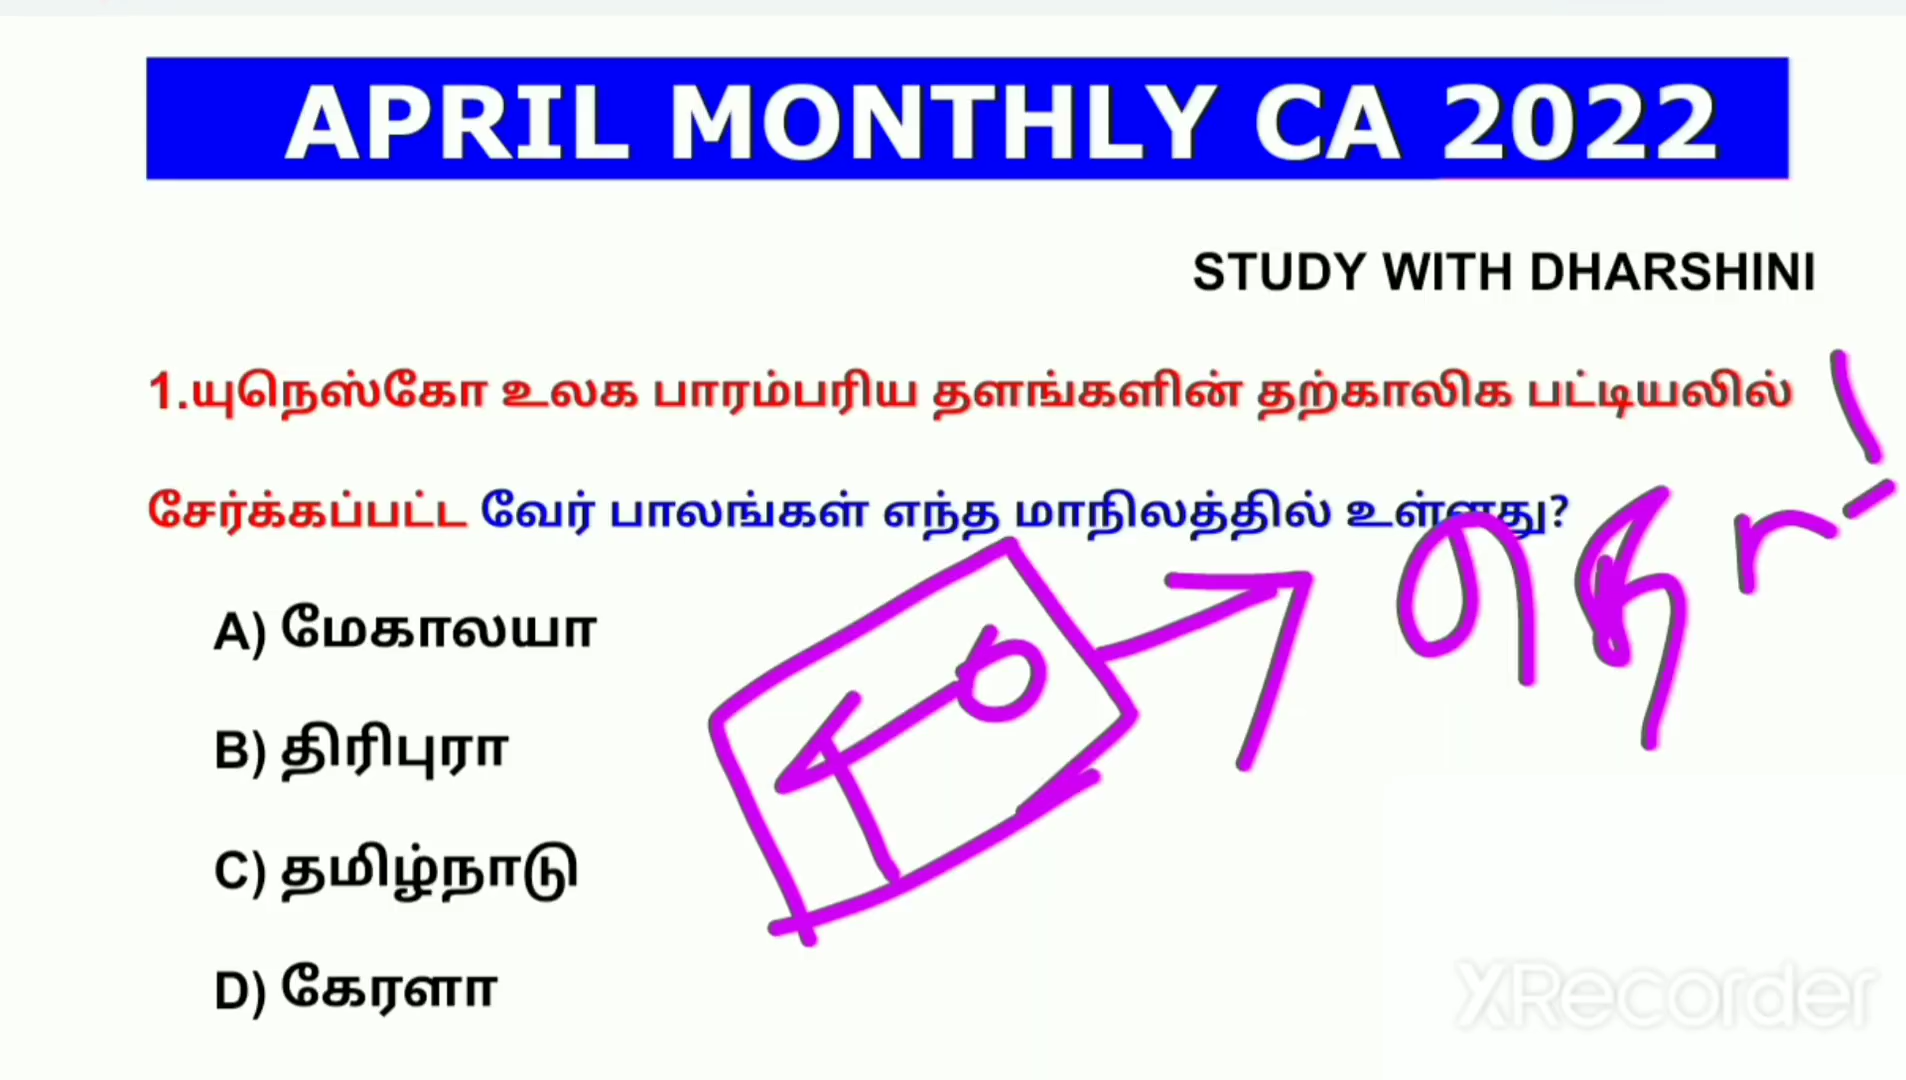 APRIL MONTHLY CA 2022
STUDY WITH DHARSHINI
1.யுநெஸ்கோ உலக பாரம்பரிய தளங்களின் தற்காலிக பட்டியலில்
சேர்க்கப்பட்ட வேர் பாலங்கள் எந்த மாநிலத்தில் உள்ளது?
A) மேகாலயா
B) திரிபுரா
C) தமிழ்நாடு
D) கேரளா
XRecorder